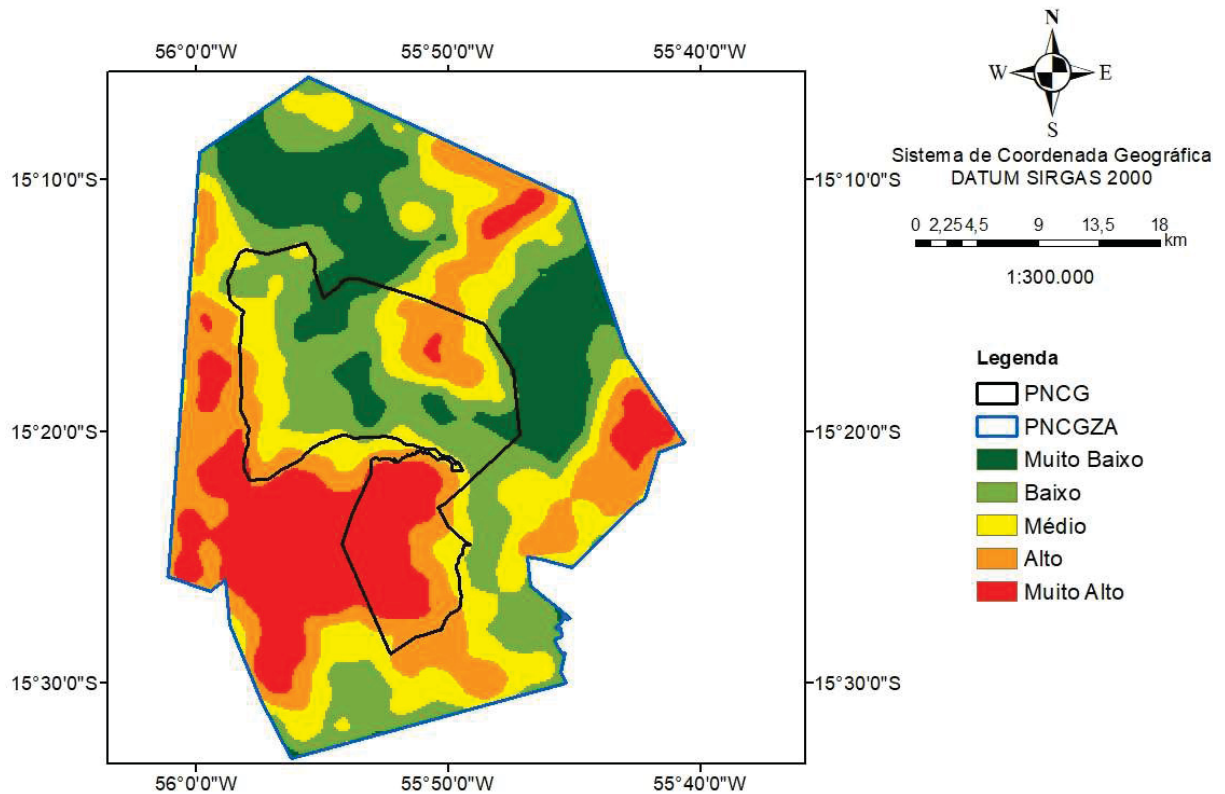 56°0'0"W 55°50'0"W 55°40'0"W
15°10'0"S 15°10'0"S
15°20'0"S 15°20'0"S
15°30'0"S 15°30'0"S
56°0'0"W 55°50'0"W 55°40'0"W
N
W E
S
Sistema de Coordenada Geográfica
DATUM SIRGAS 2000
0 2,25 4,5 9 13,5 18
km
1:300.000
Legenda
PNCG
PNCGZA
Muito Baixo
Baixo
Médio
Alto
Muito Alto